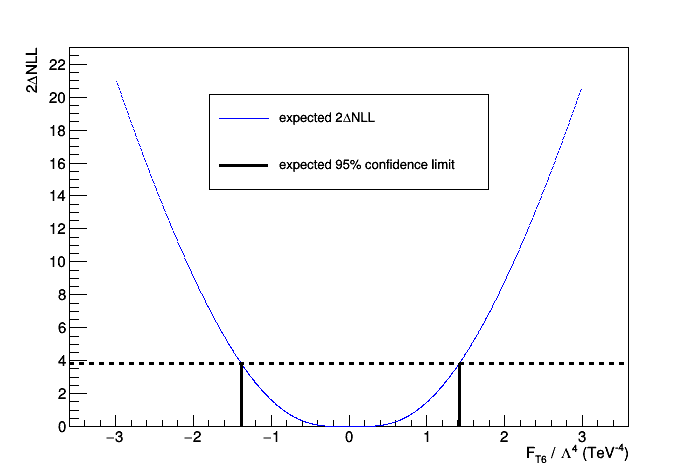 2ΔNLL
22
20
18
16
14
12
10
8
6
4
2
0
expected 2ΔNLL
expected 95% confidence limit
−3 −2 −1 0 1 2 3
F_T6 / Λ^4 (TeV^-4)